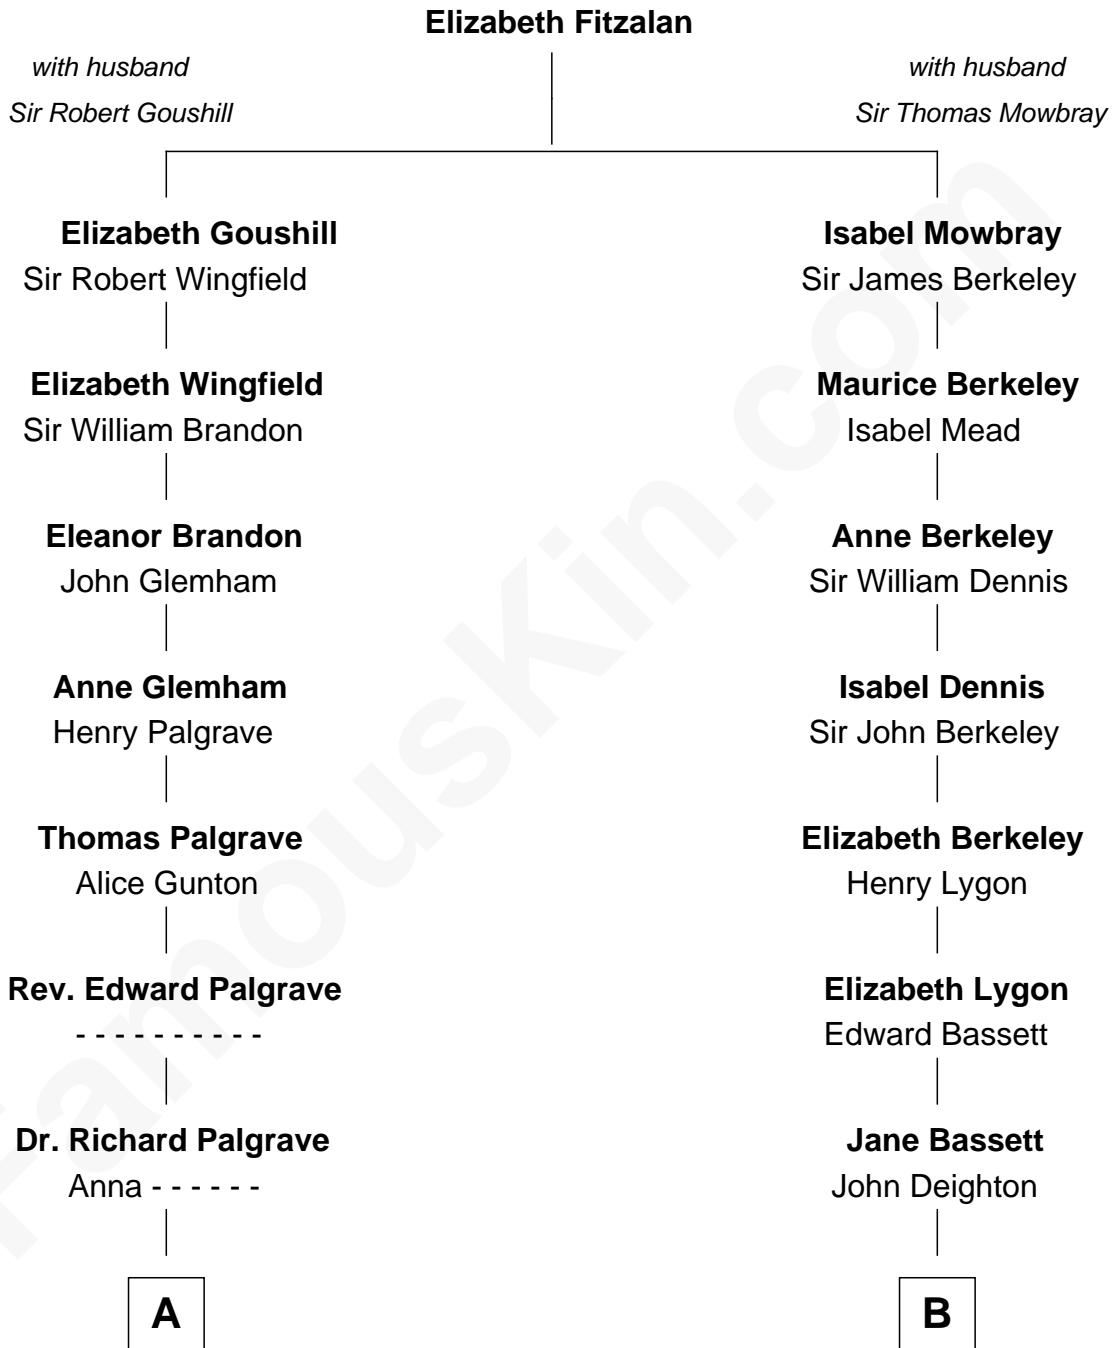 Elizabeth Fitzalan
with husband
Sir Robert Goushill
with husband
Sir Thomas Mowbray
Elizabeth Goushill
Sir Robert Wingfield
Isabel Mowbray
Sir James Berkeley
Elizabeth Wingfield
Sir William Brandon
Maurice Berkeley
Isabel Mead
Eleanor Brandon
John Glemham
Anne Berkeley
Sir William Dennis
Anne Glemham
Henry Palgrave
Isabel Dennis
Sir John Berkeley
Thomas Palgrave
Alice Gunton
Elizabeth Berkeley
Henry Lygon
Rev. Edward Palgrave
- - - - - - - - - -
Elizabeth Lygon
Edward Bassett
Dr. Richard Palgrave
Anna - - - - - -
Jane Bassett
John Deighton
A
B
FamousKin.com